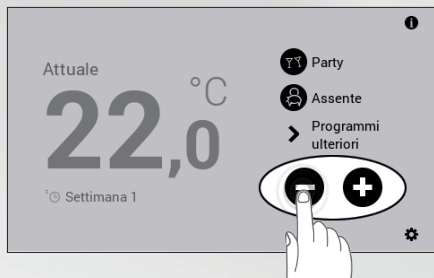 Attuale
22,0 °C
Settimana 1
Party
Assente
Programmi
ulteriori